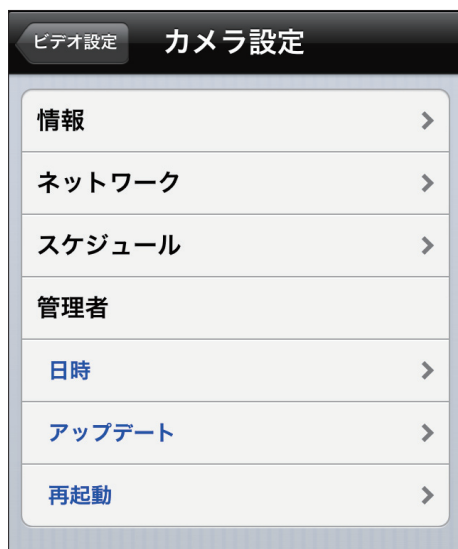 ビデオ設定 カメラ設定
情報
ネットワーク
スケジュール
管理者
日時
アップデート
再起動